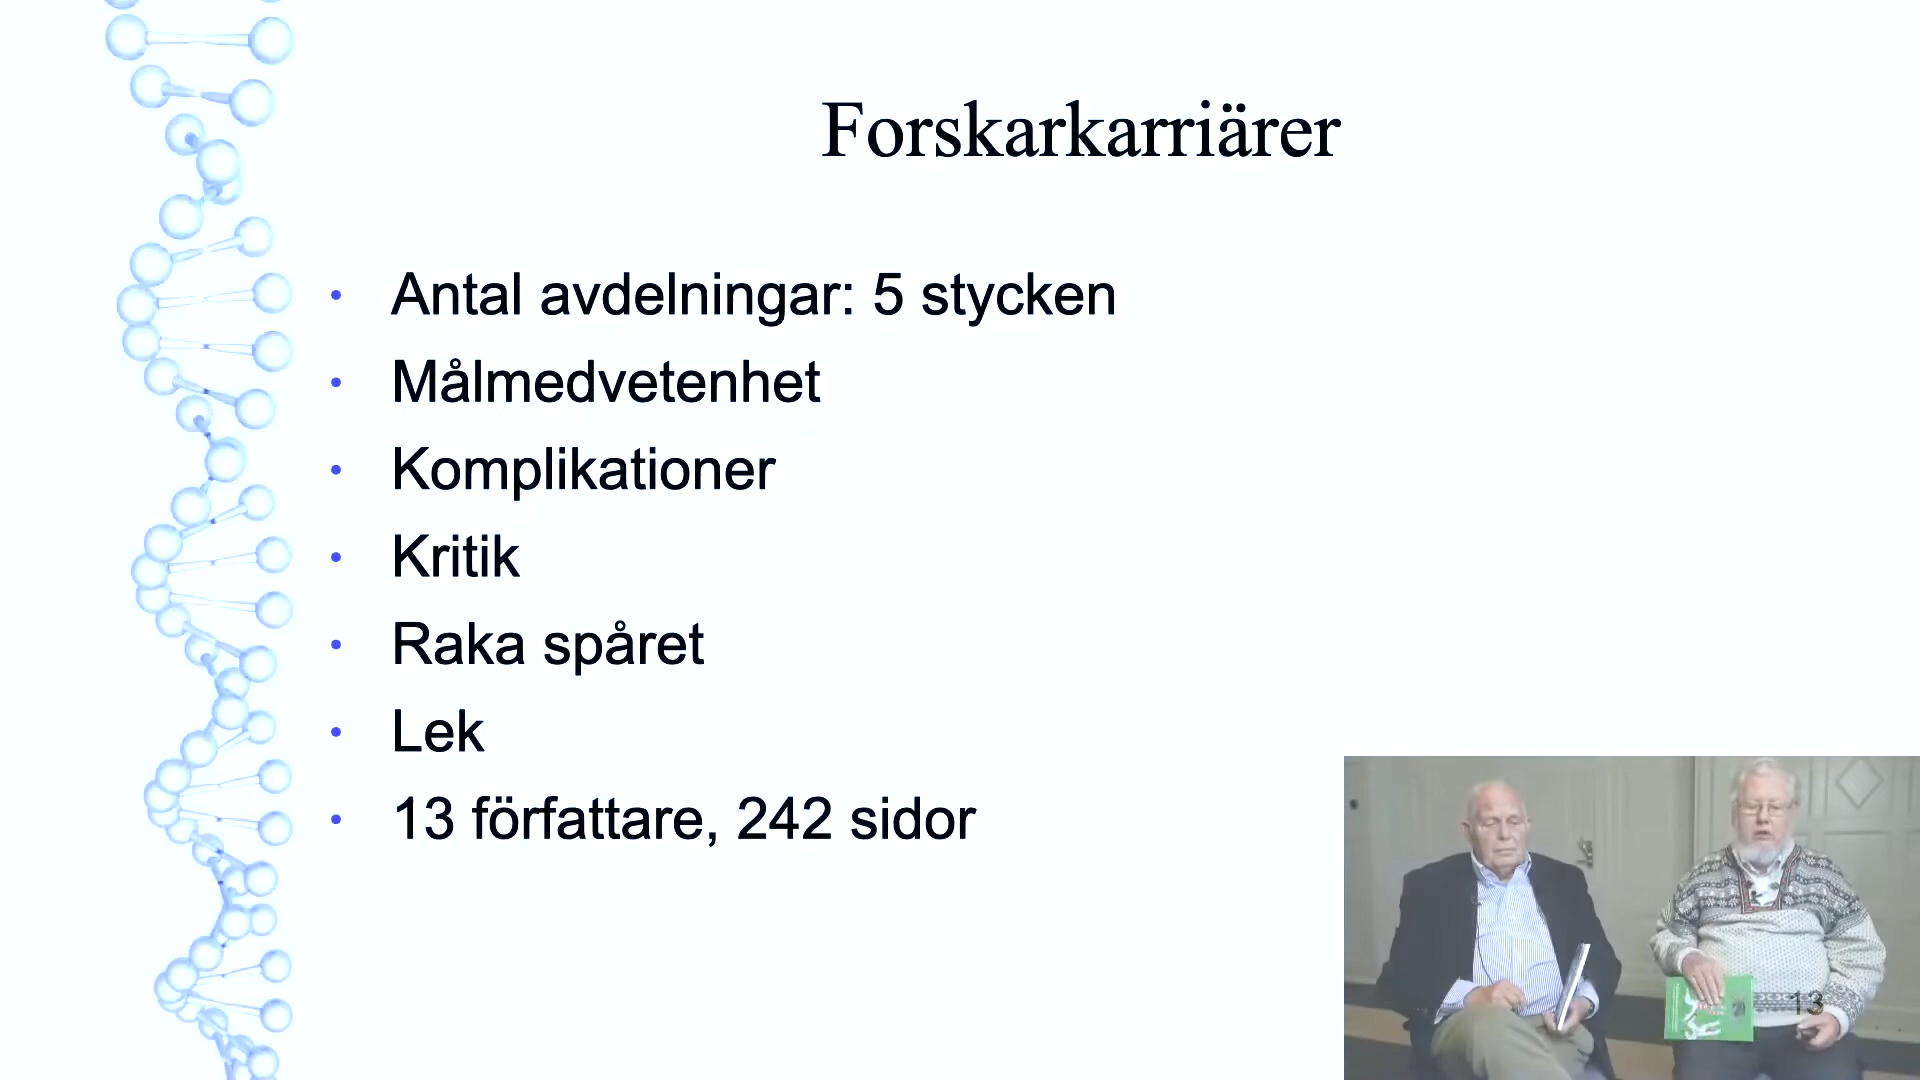 Forskarkarriärer
• Antal avdelningar: 5 stycken
• Målmedvetenhet
• Komplikationer
• Kritik
• Raka spåret
• Lek
• 13 författare, 242 sidor
13